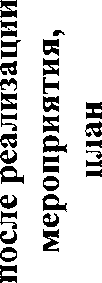 после реализации
мероприятия,
план